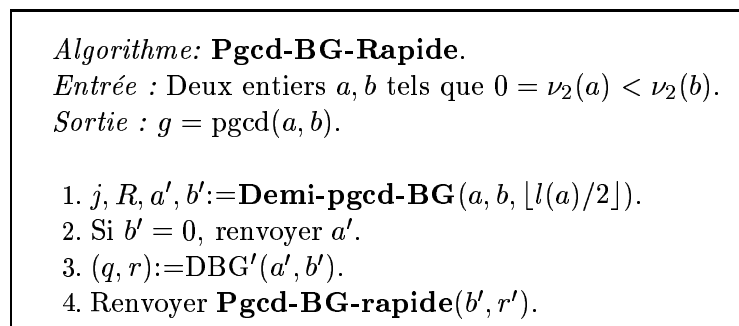 Algorithme: Pgcd-BG-Rapide.
Entrée : Deux entiers a, b tels que 0 = ν₂(a) < ν₂(b).
Sortie : g = pgcd(a, b).
1. j, R, a′, b′:=Demi-pgcd-BG(a, b, ⌊l(a)/2⌋).
2. Si b′ = 0, renvoyer a′.
3. (q, r):=DBG′(a′, b′).
4. Renvoyer Pgcd-BG-rapide(b′, r′).